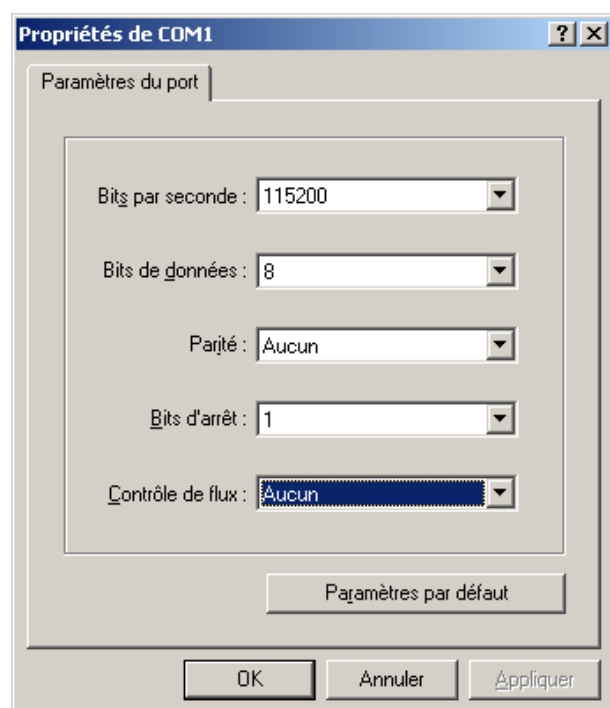 Propriétés de COM1
Paramètres du port
Bits par seconde : 115200
Bits de données : 8
Parité : Aucun
Bits d'arrêt : 1
Contrôle de flux : Aucun
Paramètres par défaut
OK Annuler Appliquer